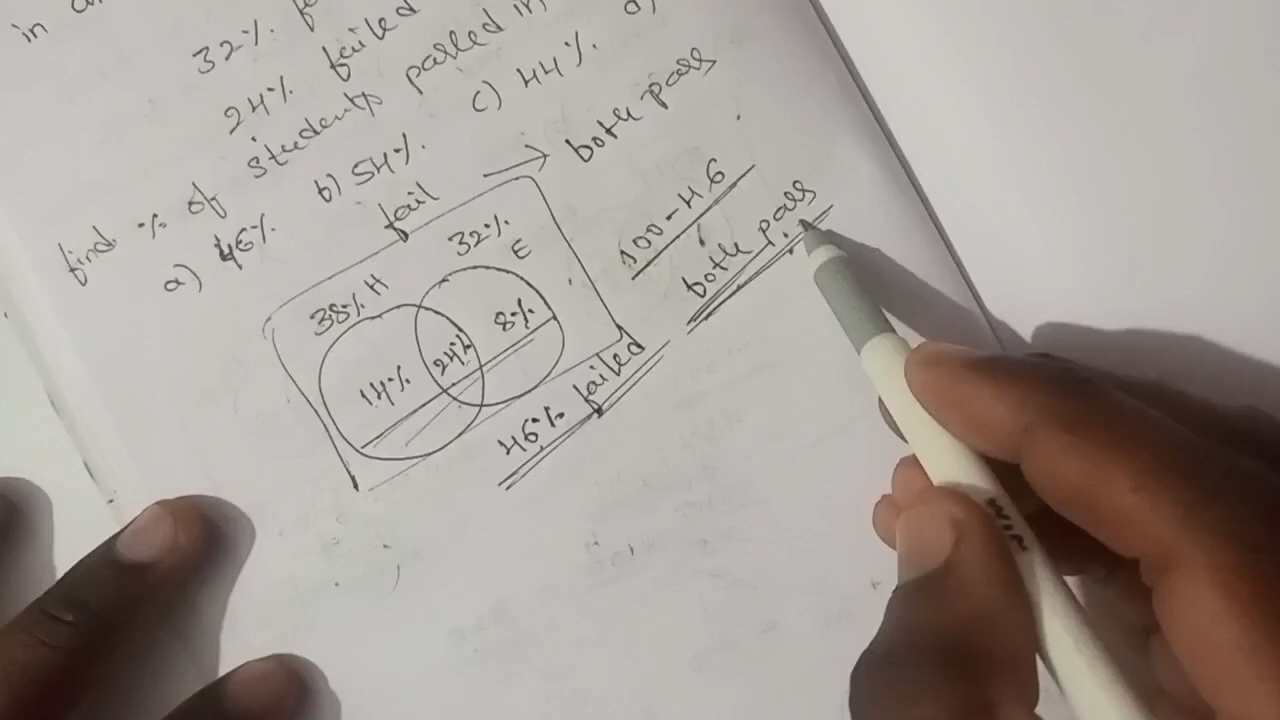 in
32%
24% failed
find % of students passed in
a) 46% b) 54% c) 44%
fail → both pass
38% H 32% E
14% 24% 8%
46% failed
100-46
both pass
WIN